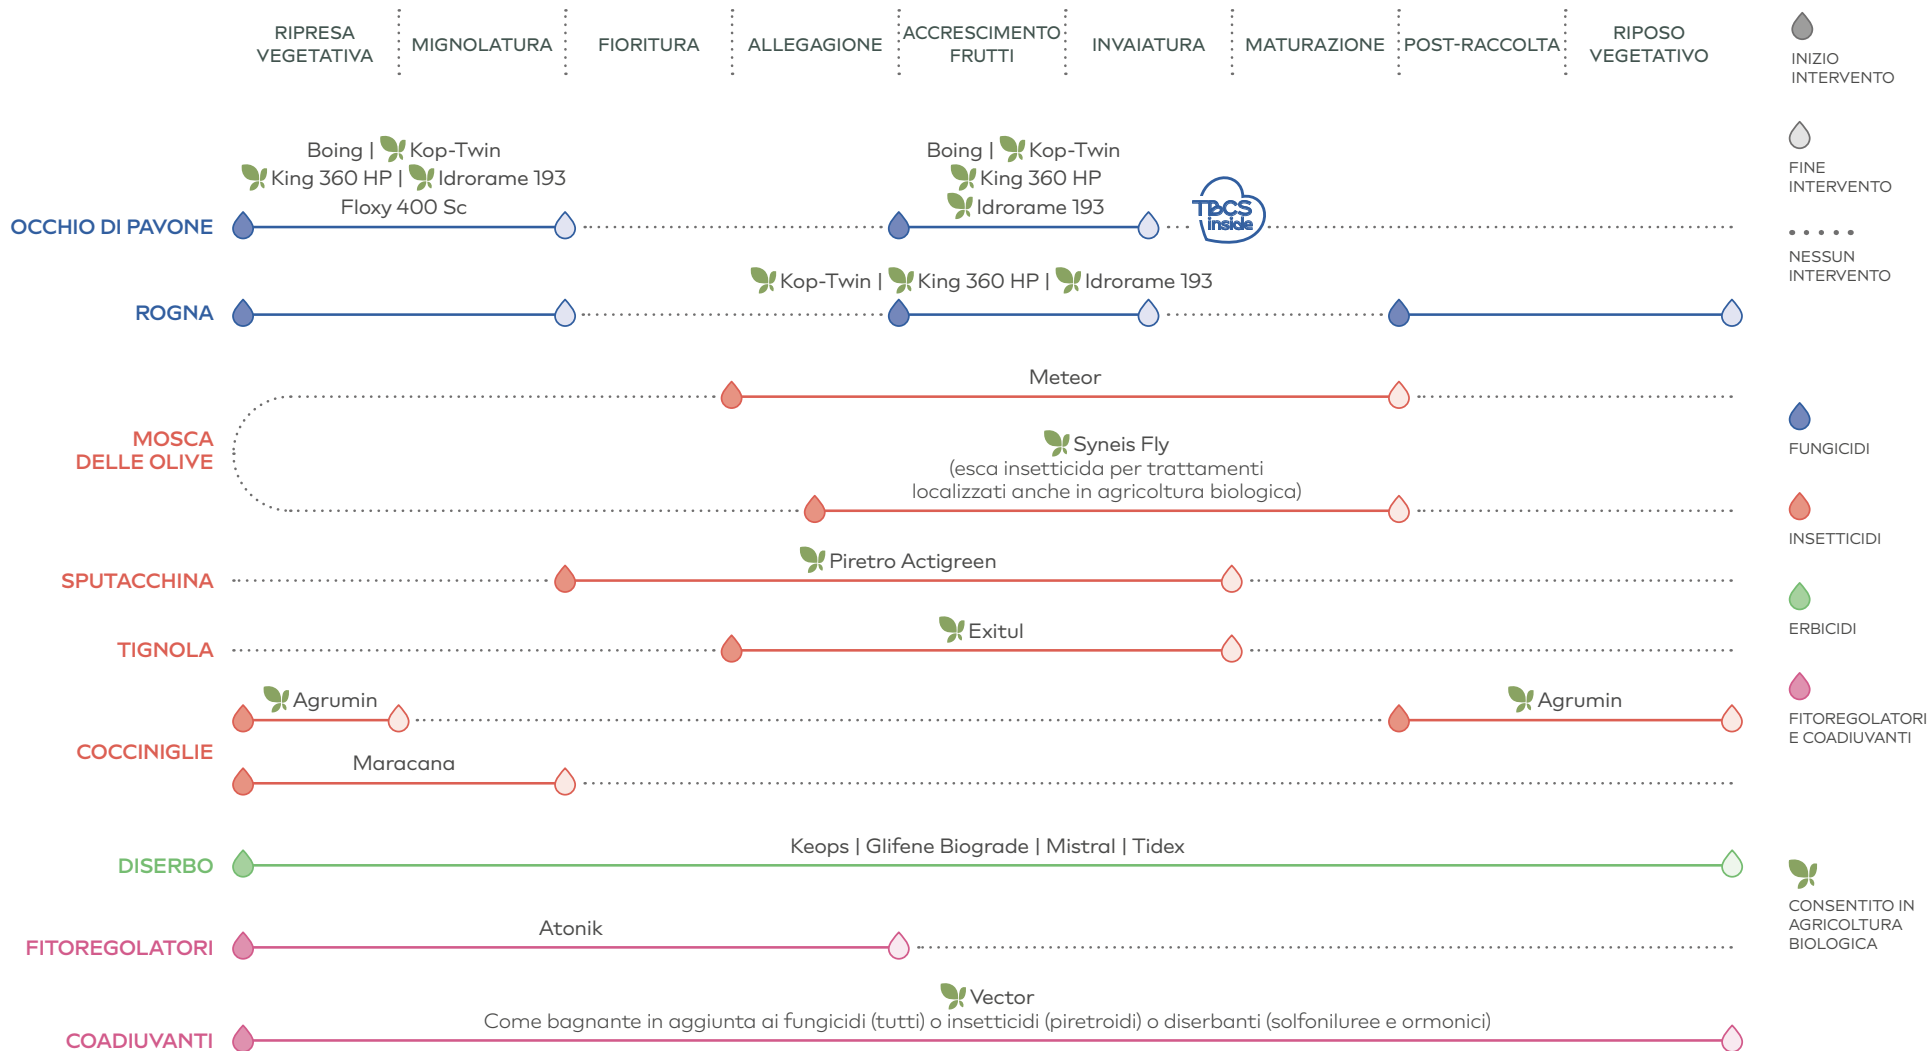 RIPRESA
VEGETATIVA
MIGNOLATURA
FIORITURA
ALLEGAGIONE
ACCRESCIMENTO
FRUTTI
INVAIATURA
MATURAZIONE
POST-RACCOLTA
RIPOSO
VEGETATIVO
INIZIO
INTERVENTO
FINE
INTERVENTO
NESSUN
INTERVENTO
OCCHIO DI PAVONE
Boing | Kop-Twin
King 360 HP | Idrorame 193
Floxy 400 Sc
Boing | Kop-Twin
King 360 HP
Idrorame 193
TBCS
inside
ROGNA
Kop-Twin | King 360 HP | Idrorame 193
MOSCA
DELLE OLIVE
Meteor
Syneis Fly
(esca insetticida per trattamenti
localizzati anche in agricoltura biologica)
SPUTACCHINA
Piretro Actigreen
TIGNOLA
Exitul
COCCINIGLIE
Agrumin
Agrumin
Maracana
DISERBO
Keops | Glifene Biograde | Mistral | Tidex
FITOREGOLATORI
Atonik
COADIUVANTI
Vector
Come bagnante in aggiunta ai fungicidi (tutti) o insetticidi (piretroidi) o diserbanti (solfoniluree e ormonici)
FUNGICIDI
INSETTICIDI
ERBICIDI
FITOREGOLATORI
E COADIUVANTI
CONSENTITO IN
AGRICOLTURA
BIOLOGICA